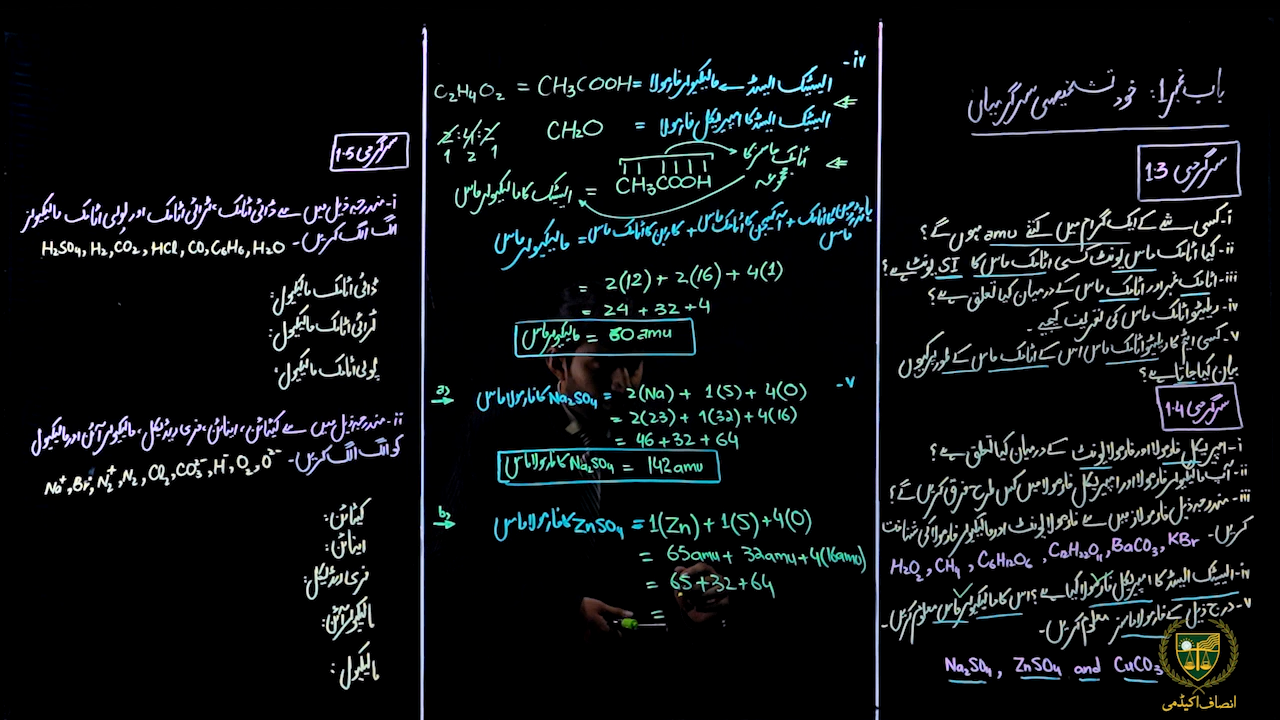 باب نمبر 1: خود تشخیصی سرگرمیاں
سرگرمی 1.3
i- کسی شے کے ایک گرام میں کتنے amu ہوں گے؟
ii- کیا اٹامک ماس یونٹ کسی اٹامک ماس کا SI یونٹ ہے؟
iii- اٹامک نمبر اور اٹامک ماس کے درمیان کیا تعلق ہے؟
iv- ریلیٹو اٹامک ماس کی تعریف کیجیے۔
v- کسی ایٹم کا ریلیٹو اٹامک ماس اس کے اٹامک ماس کے طور پر کیوں
بیان کیا جاتا ہے؟
سرگرمی 1.4
i- امپیریکل فارمولا اور فارمولا یونٹ کے درمیان کیا تعلق ہے؟
ii- آپ مالیکیولر فارمولا اور امپیریکل فارمولا میں کس طرح فرق کریں گے؟
iii- مندرجہ ذیل فارمولاز میں سے فارمولا یونٹ اور مالیکیولر فارمولا کی شناخت
کریں۔
H2O2, CH4, C6H12O6, C12H22O11, BaCO3, KBr
iv- ایسیٹک ایسڈ کا امپیریکل فارمولا کیا ہے؟ اس کا مالیکیولر ماس معلوم کریں۔
v- درج ذیل کے فارمولا ماسز معلوم کریں۔
Na2SO4, ZnSO4 and CuCO3
انصاف اکیڈمی
iv-
ایسیٹک ایسڈ کے مالیکیولر فارمولا = CH3COOH = C2H4O2
ایسیٹک ایسڈ کا امپیریکل فارمولا = CH2O
2:4:2
1 2 1
اٹامک ماسز کا مجموعہ
ایسیٹک کا مالیکیولر ماس = CH3COOH
مالیکیولر ماس = کاربن کا اٹامک ماس + آکسیجن کا اٹامک ماس + ہائیڈروجن کا اٹامک ماس
= 2(12) + 2(16) + 4(1)
= 24 + 32 + 4
مالیکیولر ماس = 60 amu
v-
a, Na2SO4 کا فارمولا ماس = 2(Na) + 1(S) + 4(O)
= 2(23) + 1(32) + 4(16)
= 46 + 32 + 64
Na2SO4 کا فارمولا ماس = 142 amu
b, ZnSO4 کا فارمولا ماس = 1(Zn) + 1(S) + 4(O)
= 65amu + 32amu + 4(16amu)
= 65 + 32 + 64
=
سرگرمی 1.5
i- مندرجہ ذیل میں سے ڈائی اٹامک، ٹرائی اٹامک اور پولی اٹامک مالیکیولز
الگ الگ کریں۔ H2SO4, H2, CO2, HCl, CO, C6H6, H2O
ڈائی اٹامک مالیکیول:
ٹرائی اٹامک مالیکیول:
پولی اٹامک مالیکیول:
ii- مندرجہ ذیل میں سے کیٹائن، اینائن، فری ریڈیکل، مالیکیولر آئن اور مالیکیول
کو الگ الگ کریں۔ Na+, Br, N2+, N2, Cl2, CO3 2-, H-, O2, O2-
کیٹائن:
اینائن:
فری ریڈیکل:
مالیکیولر آئن:
مالیکیول: